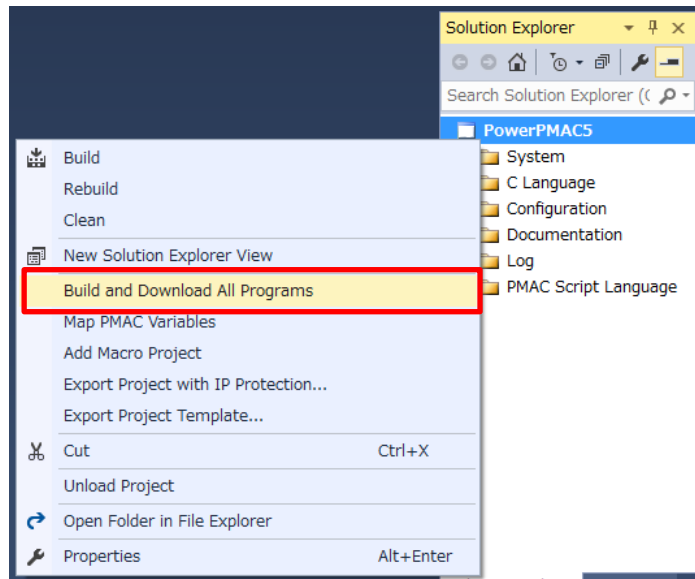 Solution Explorer
Search Solution Explorer ((
PowerPMAC5
System
C Language
Configuration
Documentation
Log
PMAC Script Language
Build
Rebuild
Clean
New Solution Explorer View
Build and Download All Programs
Map PMAC Variables
Add Macro Project
Export Project with IP Protection...
Export Project Template...
Cut Ctrl+X
Unload Project
Open Folder in File Explorer
Properties Alt+Enter